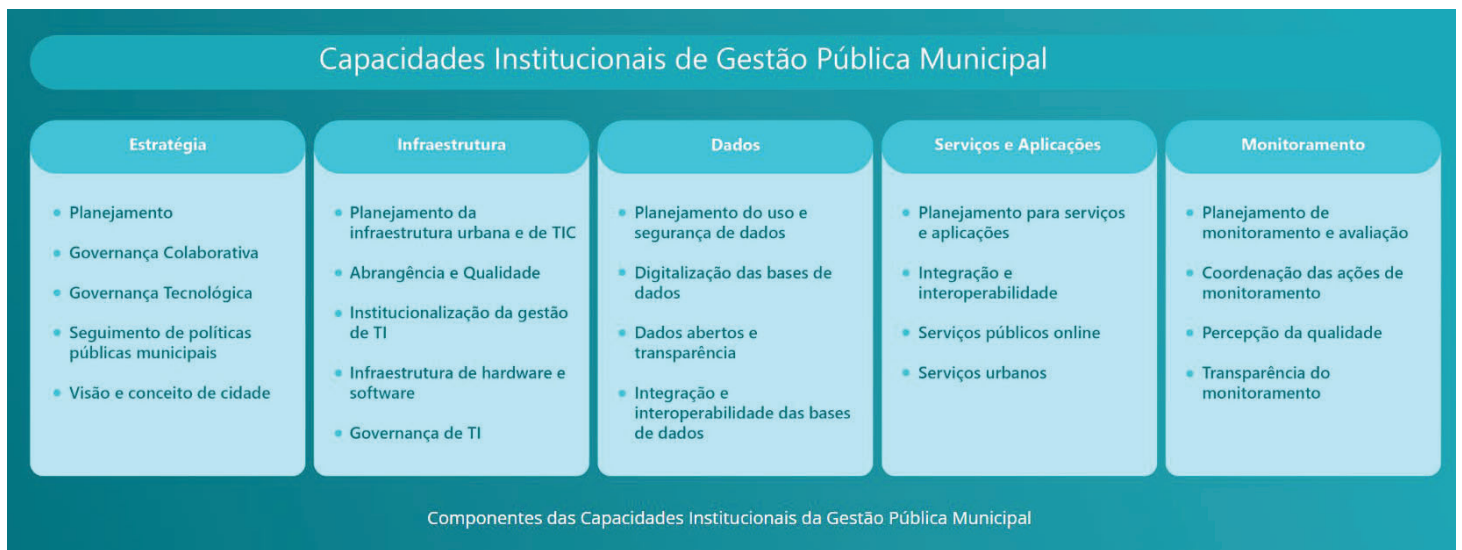 Capacidades Institucionais de Gestão Pública Municipal
Estratégia
Planejamento
Governança Colaborativa
Governança Tecnológica
Seguimento de políticas
públicas municipais
Visão e conceito de cidade
Infraestrutura
Planejamento da
infraestrutura urbana e de TIC
Abrangência e Qualidade
Institucionalização da gestão
de TI
Infraestrutura de hardware e
software
Governança de TI
Dados
Planejamento do uso e
segurança de dados
Digitalização das bases de
dados
Dados abertos e
transparência
Integração e
interoperabilidade das bases
de dados
Serviços e Aplicações
Planejamento para serviços
e aplicações
Integração e
interoperabilidade
Serviços públicos online
Serviços urbanos
Monitoramento
Planejamento de
monitoramento e avaliação
Coordenação das ações de
monitoramento
Percepção da qualidade
Transparência do
monitoramento
Componentes das Capacidades Institucionais da Gestão Pública Municipal